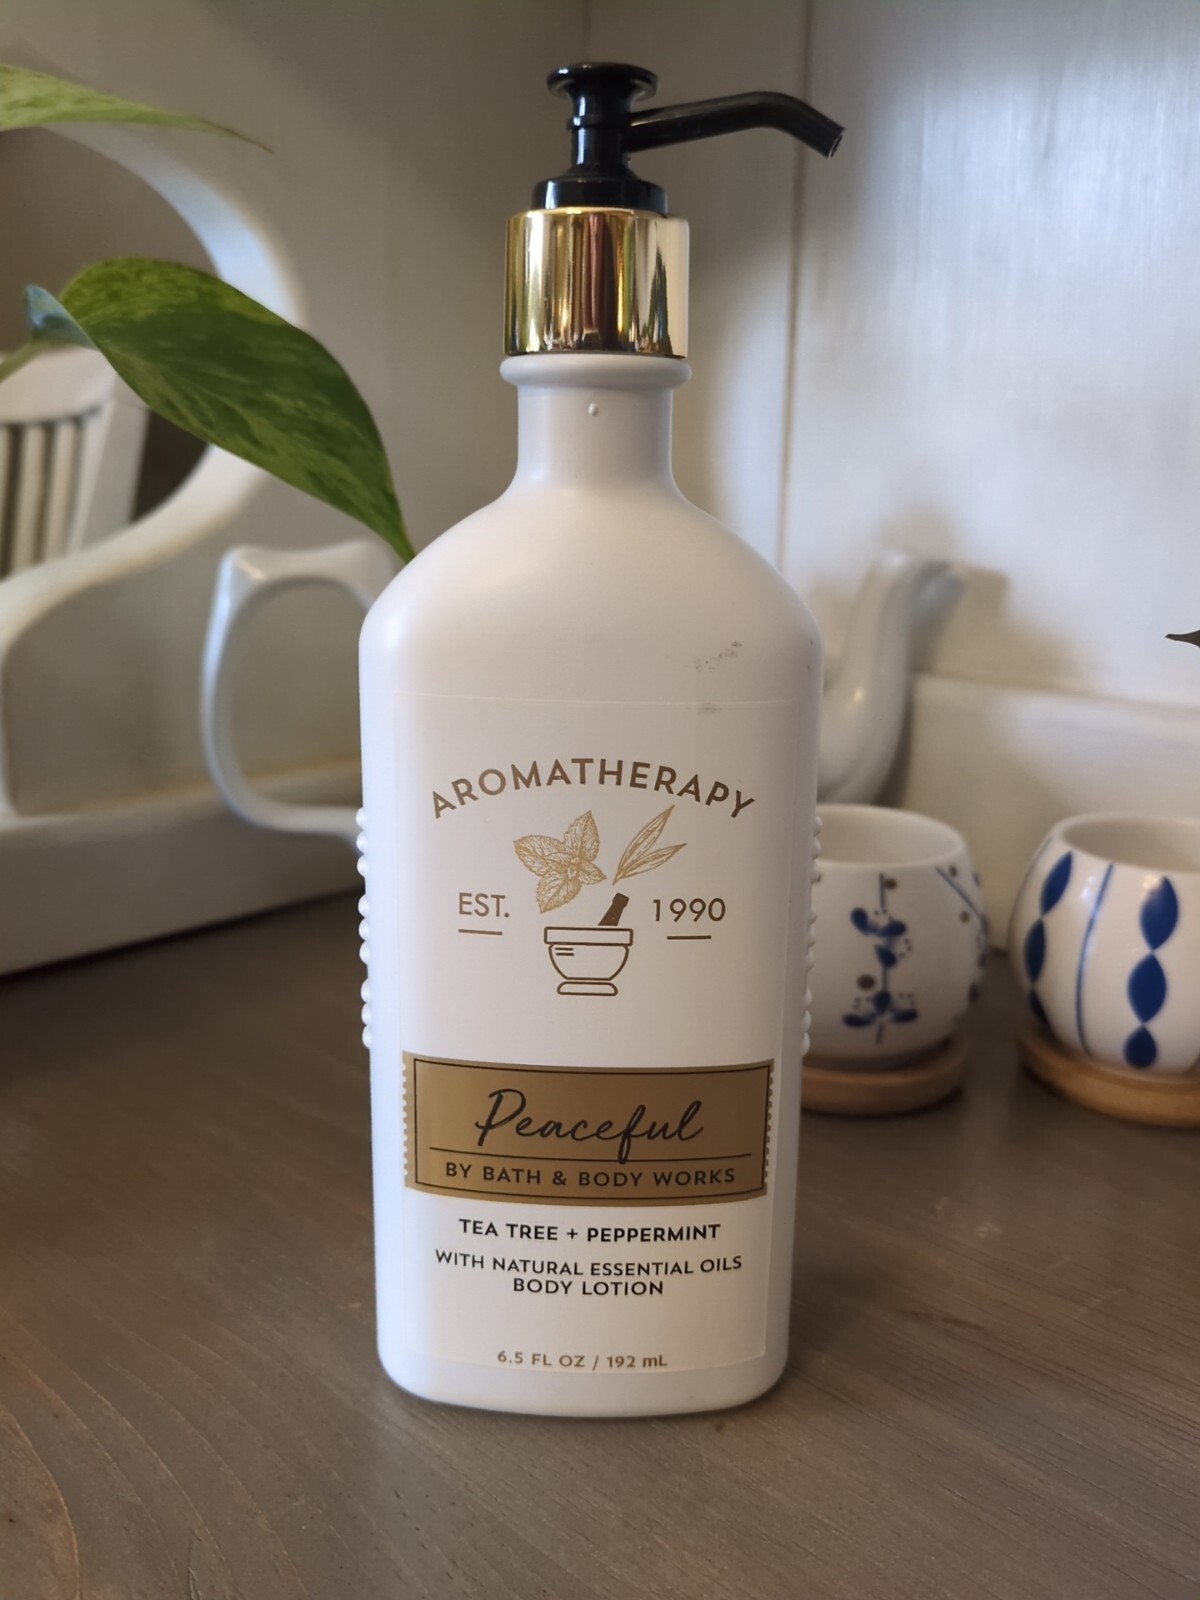 AROMATHERAPY
EST. 1990
Peaceful
BY BATH & BODY WORKS
TEA TREE + PEPPERMINT
WITH NATURAL ESSENTIAL OILS
BODY LOTION
6.5 FL OZ / 192 mL